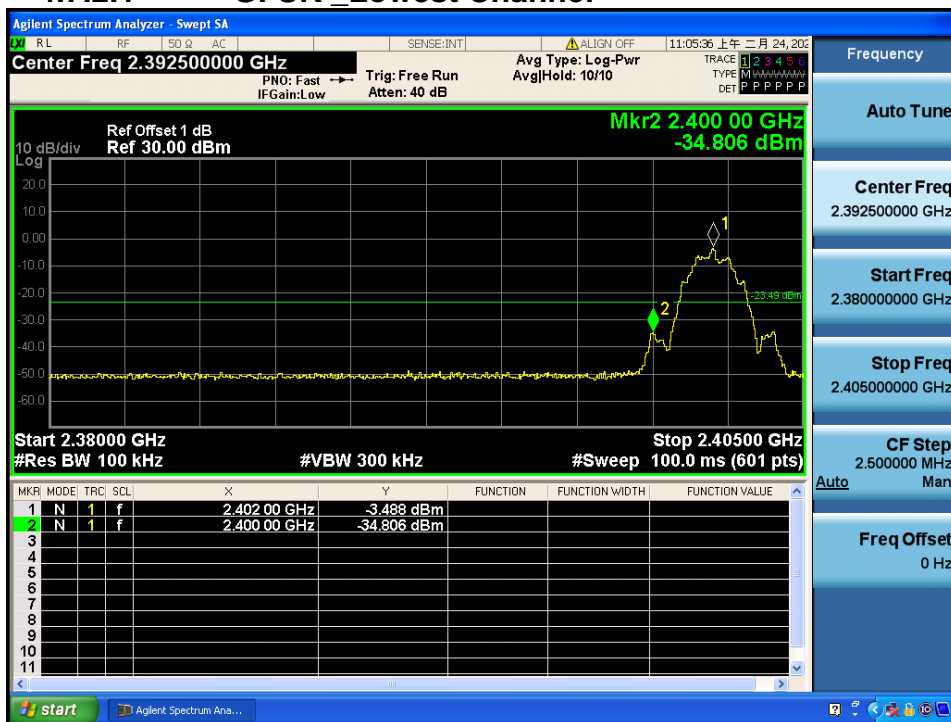 Agilent Spectrum Analyzer - Swept SA
LXI RL RF 50 Ω AC SENSE:INT ALIGN OFF 11:05:36 上午 二月 24, 202
Center Freq 2.392500000 GHz
PNO: Fast
IFGain:Low
Trig: Free Run
Atten: 40 dB
Avg Type: Log-Pwr
Avg|Hold: 10/10
TRACE 1 2 3 4 5 6
TYPE M WWWWW
DET P P P P P P
Mkr2 2.400 00 GHz
-34.806 dBm
Ref Offset 1 dB
10 dB/div Ref 30.00 dBm
Log
20.0
10.0
0.00
-10.0
-20.0
-30.0
-40.0
-50.0
-60.0
1
2
-23.49 dBm
Start 2.38000 GHz Stop 2.40500 GHz
#Res BW 100 kHz #VBW 300 kHz #Sweep 100.0 ms (601 pts)
MKR MODE TRC SCL X Y FUNCTION FUNCTION WIDTH FUNCTION VALUE
1 N 1 f 2.402 00 GHz -3.488 dBm
2 N 1 f 2.400 00 GHz -34.806 dBm
3
4
5
6
7
8
9
10
11
Frequency
Auto Tune
Center Freq
2.392500000 GHz
Start Freq
2.380000000 GHz
Stop Freq
2.405000000 GHz
CF Step
2.500000 MHz
Auto Man
Freq Offset
0 Hz
start Agilent Spectrum Ana...